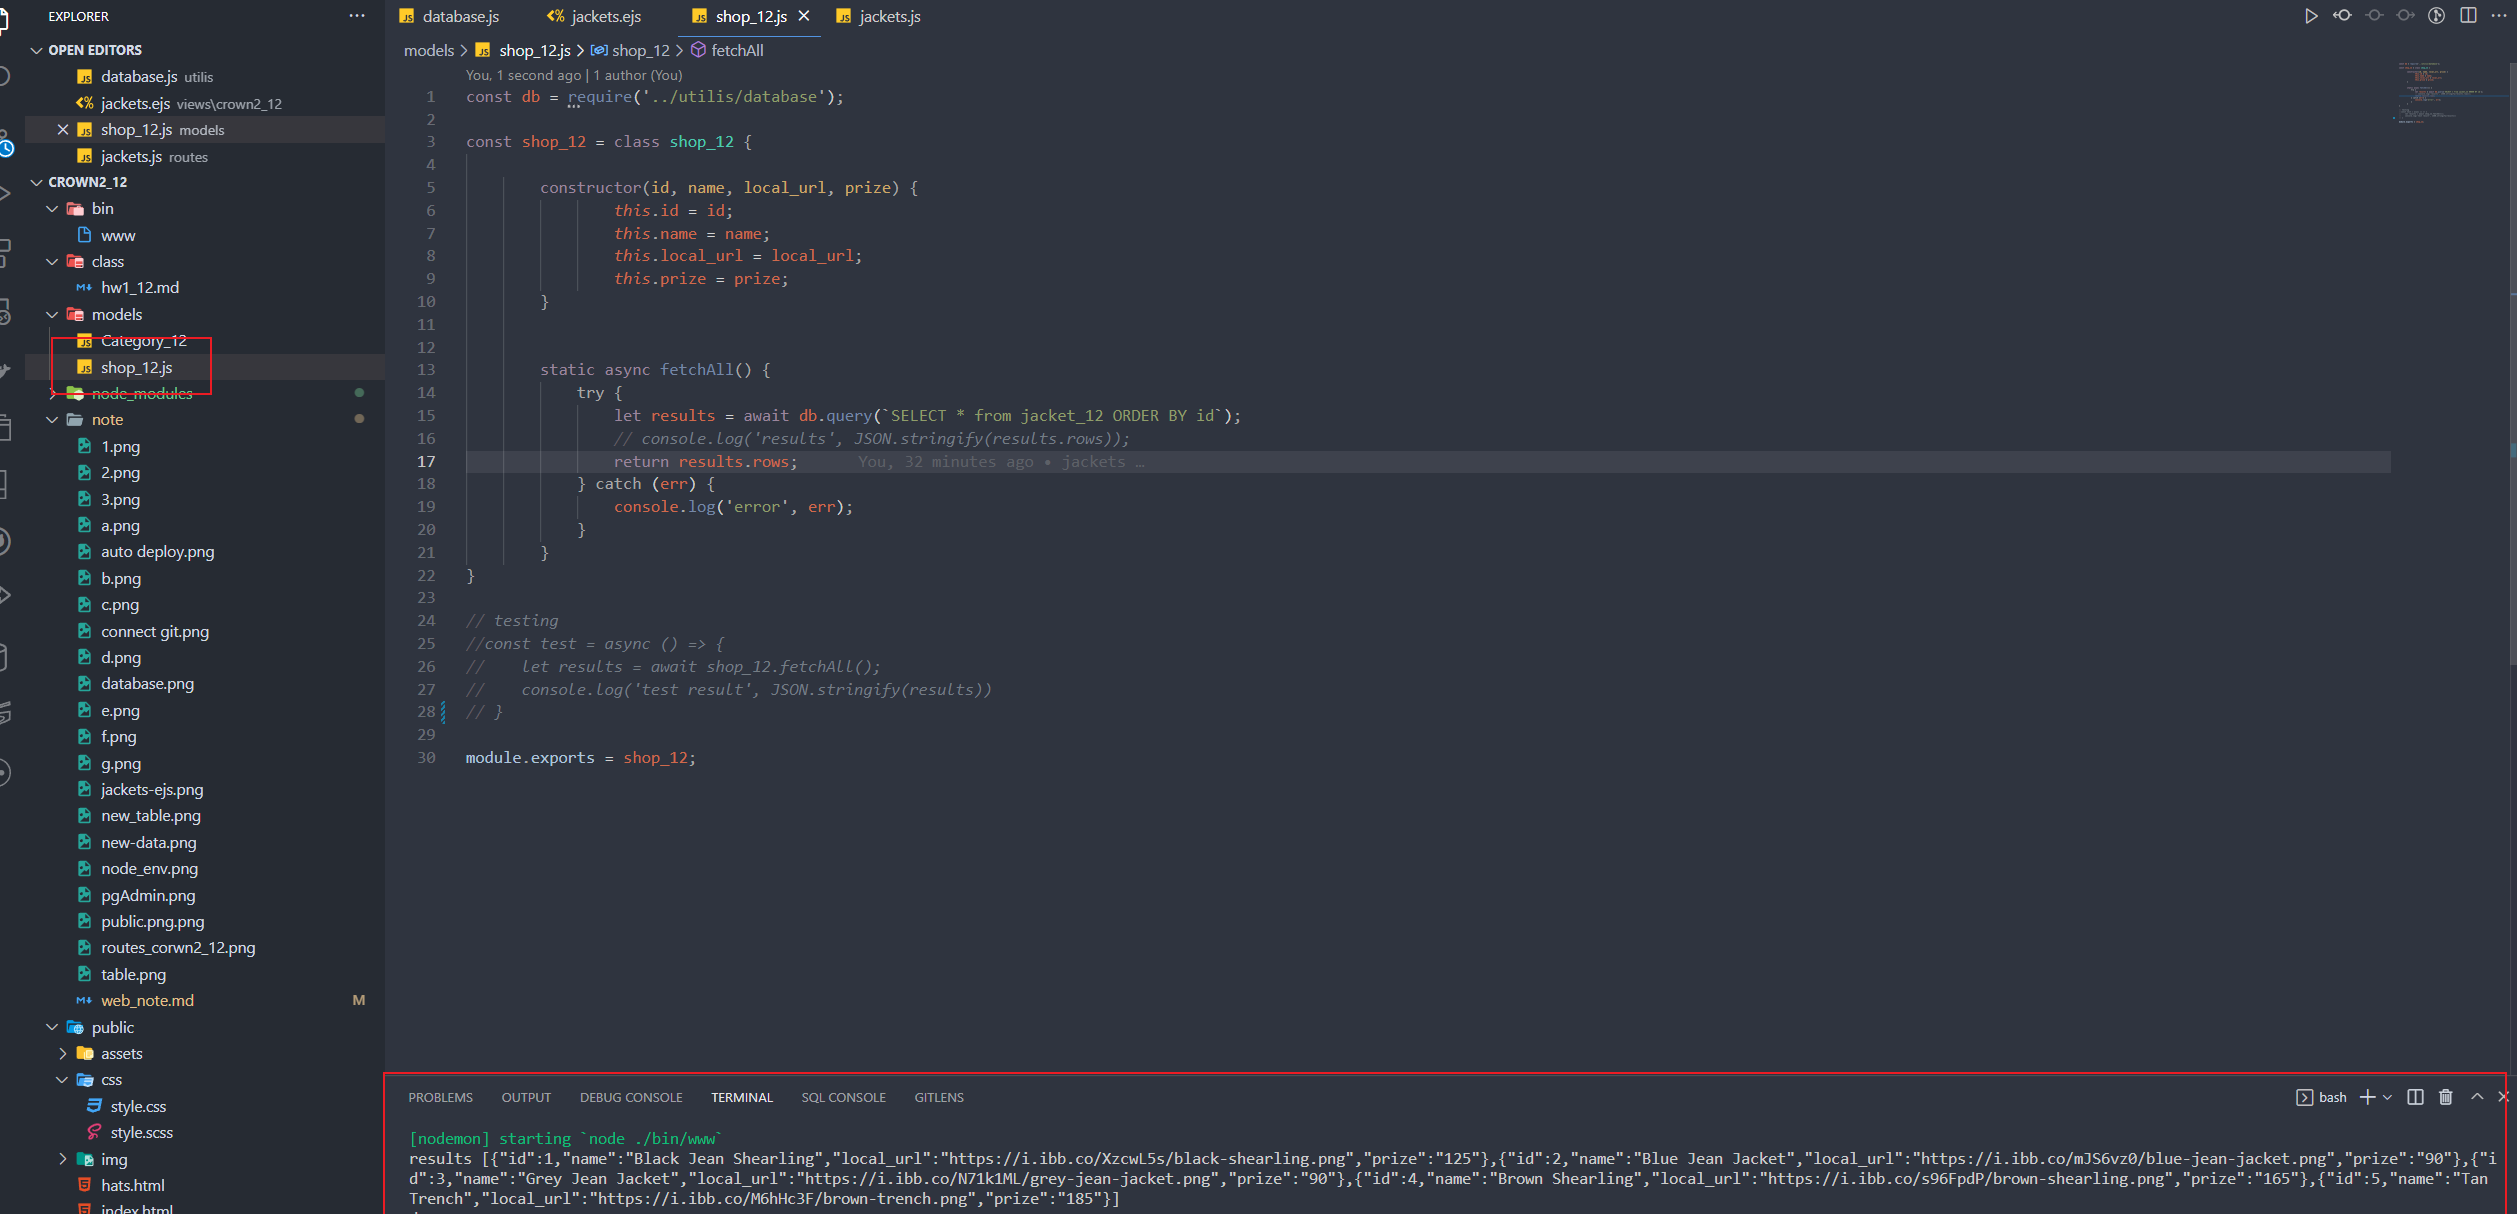 EXPLORER
OPEN EDITORS
database.js utilis
jackets.ejs views\crown2_12
shop_12.js models
jackets.js routes
CROWN2_12
bin
www
class
hw1_12.md
models
Category_12
shop_12.js
node_modules
note
1.png
2.png
3.png
a.png
auto deploy.png
b.png
c.png
connect git.png
d.png
database.png
e.png
f.png
g.png
jackets-ejs.png
new_table.png
new-data.png
node_env.png
pgAdmin.png
public.png.png
routes_corwn2_12.png
table.png
web_note.md M
public
assets
css
style.css
style.scss
img
hats.html
index.html
database.js jackets.ejs shop_12.js jackets.js
models > shop_12.js > shop_12 > fetchAll
You, 1 second ago | 1 author (You)
1 const db = require('../utilis/database');
2
3 const shop_12 = class shop_12 {
4
5 constructor(id, name, local_url, prize) {
6 this.id = id;
7 this.name = name;
8 this.local_url = local_url;
9 this.prize = prize;
10 }
11
12
13 static async fetchAll() {
14 try {
15 let results = await db.query(`SELECT * from jacket_12 ORDER BY id`);
16 // console.log('results', JSON.stringify(results.rows));
17 return results.rows; You, 32 minutes ago • jackets …
18 } catch (err) {
19 console.log('error', err);
20 }
21 }
22 }
23
24 // testing
25 //const test = async () => {
26 // let results = await shop_12.fetchAll();
27 // console.log('test result', JSON.stringify(results))
28 // }
29
30 module.exports = shop_12;
PROBLEMS OUTPUT DEBUG CONSOLE TERMINAL SQL CONSOLE GITLENS
bash
[nodemon] starting `node ./bin/www`
results [{"id":1,"name":"Black Jean Shearling","local_url":"https://i.ibb.co/XzcwL5s/black-shearling.png","prize":"125"},{"id":2,"name":"Blue Jean Jacket","local_url":"https://i.ibb.co/mJS6vz0/blue-jean-jacket.png","prize":"90"},{"i
d":3,"name":"Grey Jean Jacket","local_url":"https://i.ibb.co/N71k1ML/grey-jean-jacket.png","prize":"90"},{"id":4,"name":"Brown Shearling","local_url":"https://i.ibb.co/s96FpdP/brown-shearling.png","prize":"165"},{"id":5,"name":"Tan
Trench","local_url":"https://i.ibb.co/M6hHc3F/brown-trench.png","prize":"185"}]